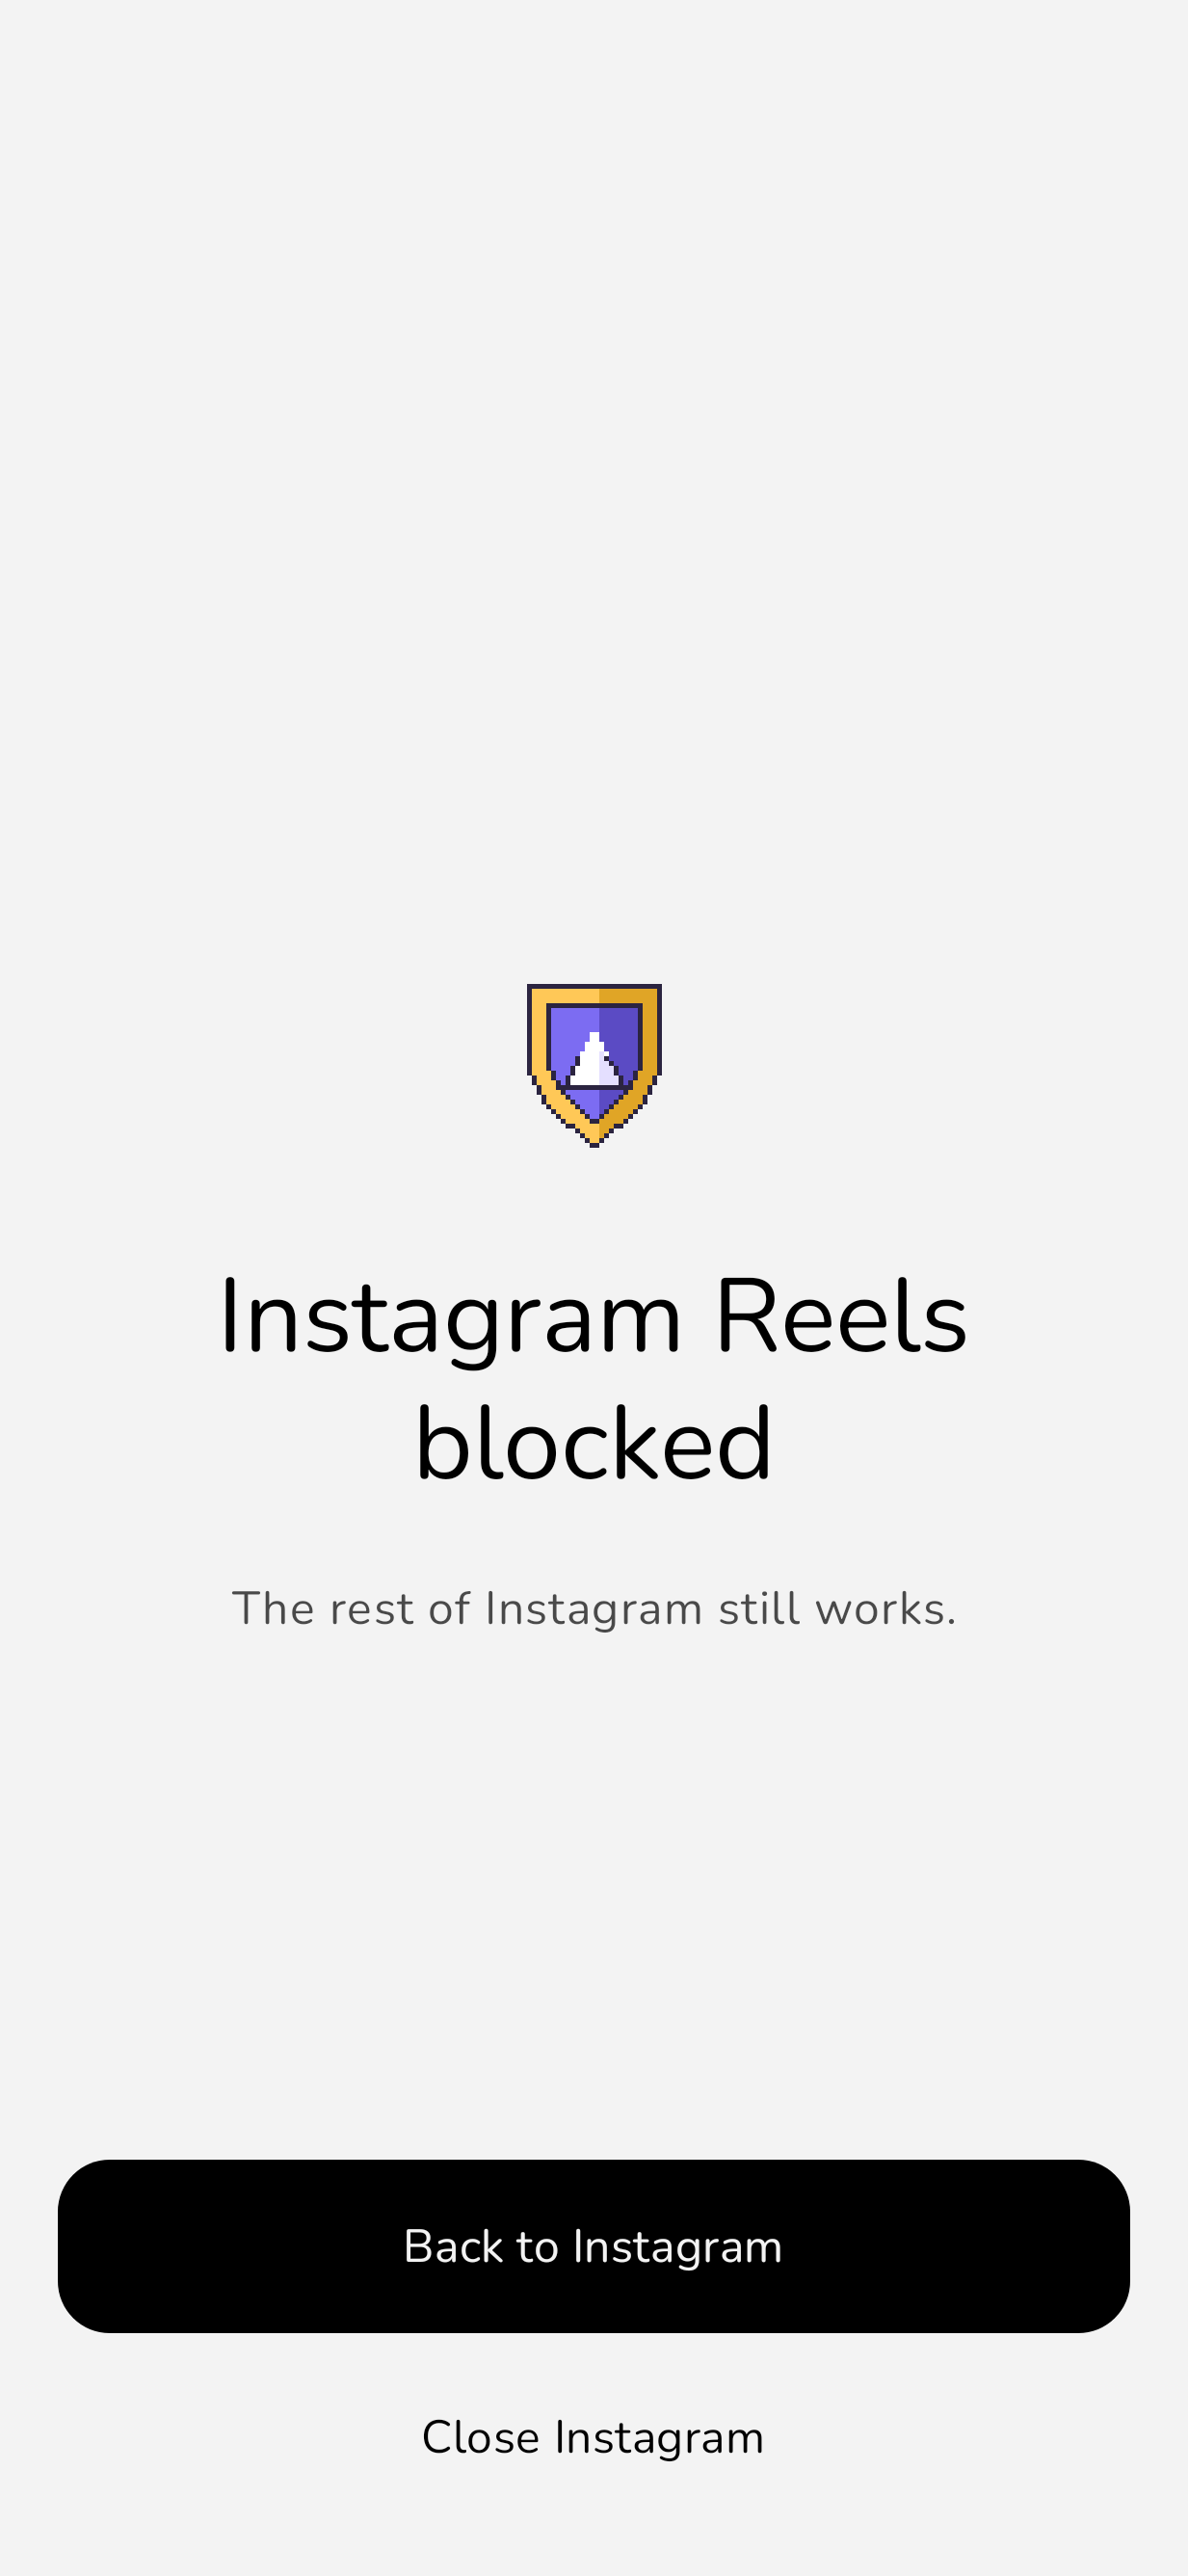 Instagram Reels
blocked
The rest of Instagram still works.
Back to Instagram
Close Instagram